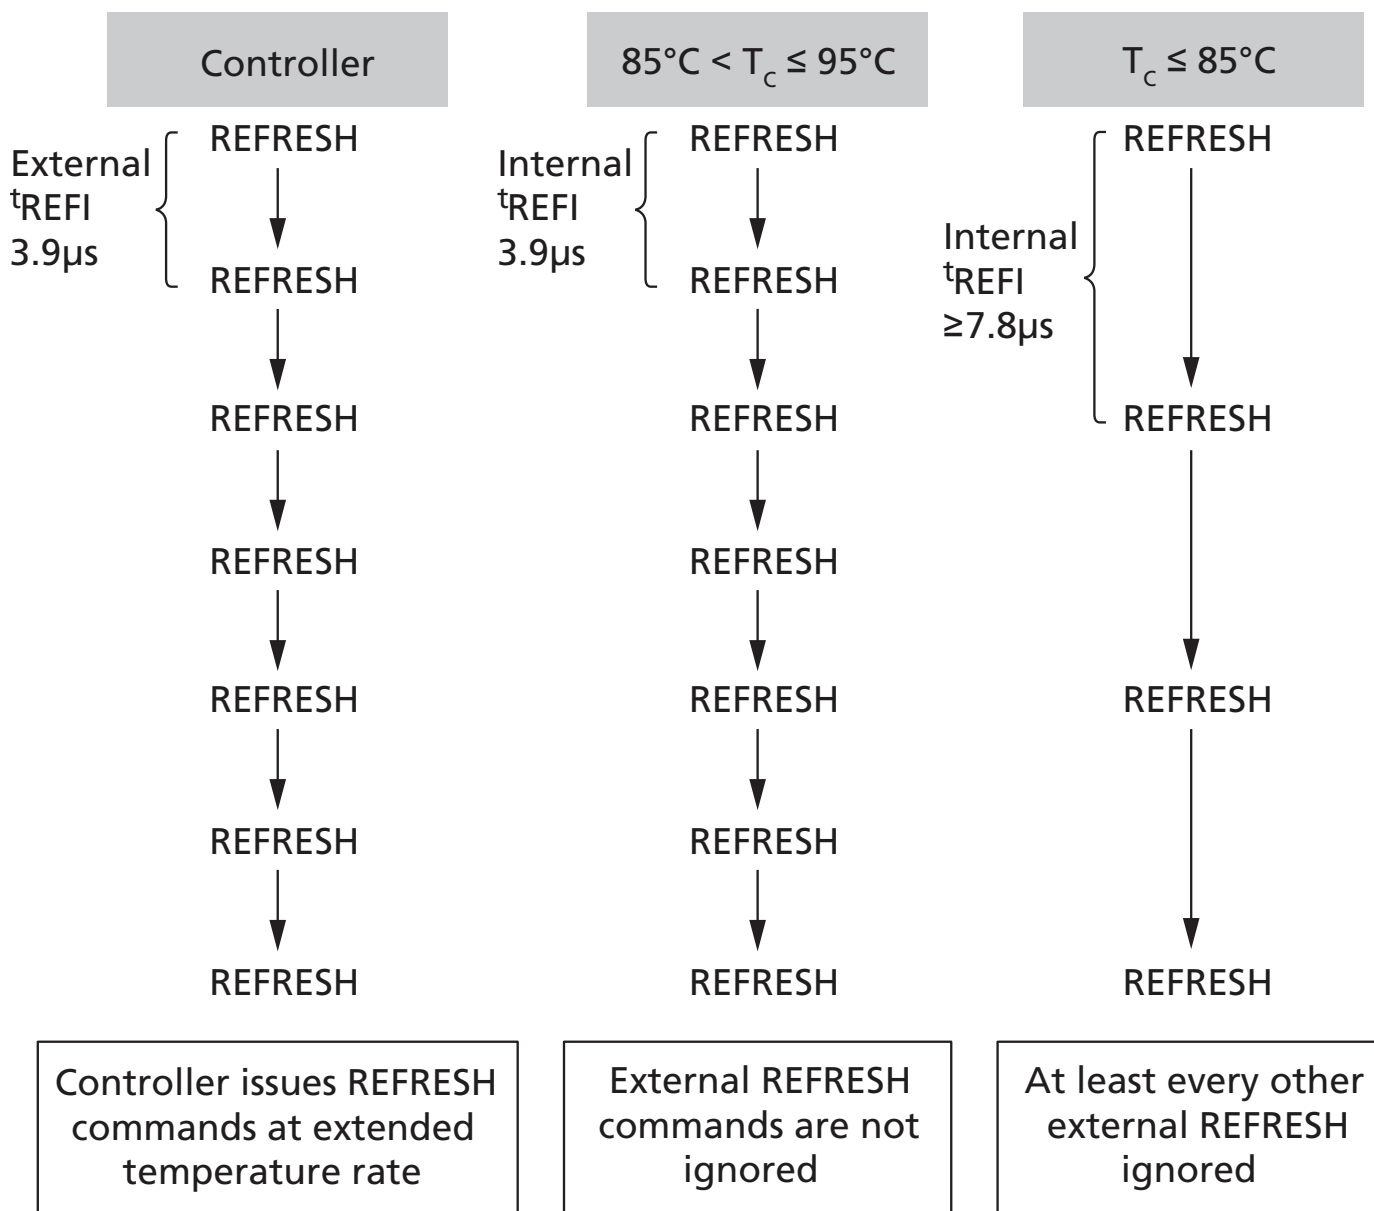 Controller
External
tREFI
3.9µs
REFRESH
REFRESH
REFRESH
REFRESH
REFRESH
REFRESH
REFRESH
Controller issues REFRESH
commands at extended
temperature rate
85°C < TC ≤ 95°C
Internal
tREFI
3.9µs
REFRESH
REFRESH
REFRESH
REFRESH
REFRESH
REFRESH
REFRESH
External REFRESH
commands are not
ignored
TC ≤ 85°C
Internal
tREFI
≥7.8µs
REFRESH
REFRESH
REFRESH
REFRESH
At least every other
external REFRESH
ignored